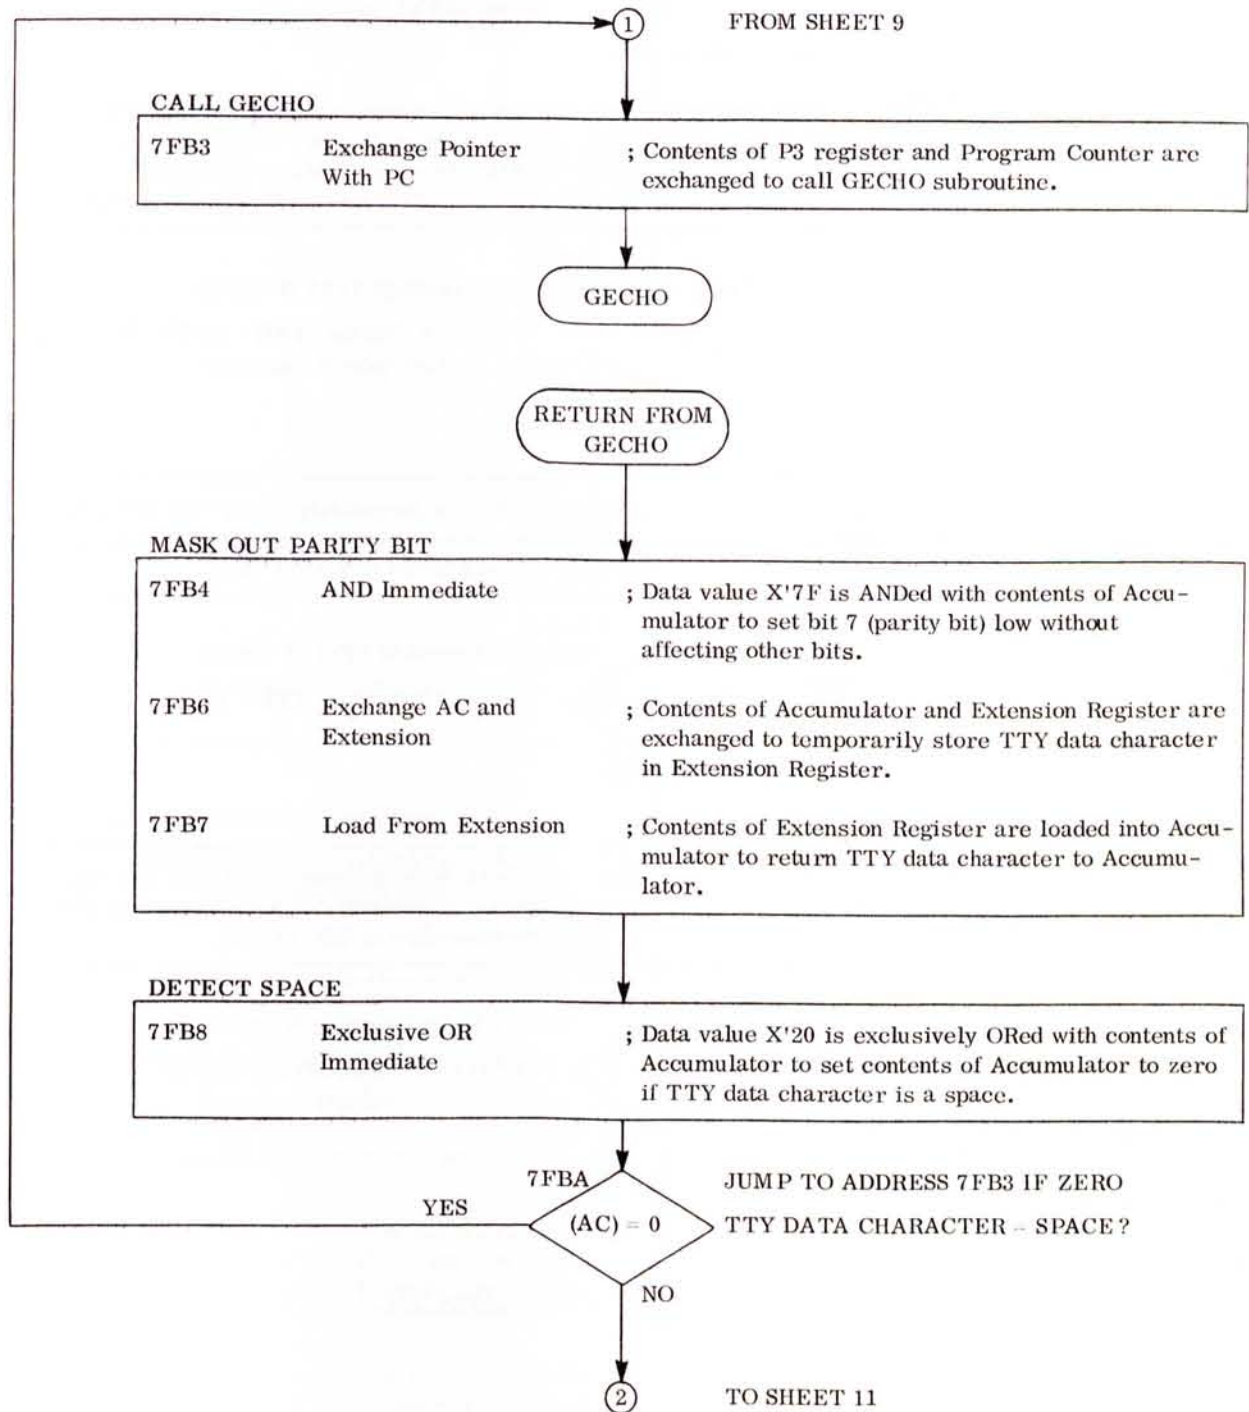 1 FROM SHEET 9
CALL GECHO
7FB3 Exchange Pointer ; Contents of P3 register and Program Counter are
With PC exchanged to call GECHO subroutine.
GECHO
RETURN FROM
GECHO
MASK OUT PARITY BIT
7FB4 AND Immediate ; Data value X'7F is ANDed with contents of Accu-
mulator to set bit 7 (parity bit) low without
affecting other bits.
7FB6 Exchange AC and ; Contents of Accumulator and Extension Register are
Extension exchanged to temporarily store TTY data character
in Extension Register.
7FB7 Load From Extension ; Contents of Extension Register are loaded into Accu-
mulator to return TTY data character to Accumu-
lator.
DETECT SPACE
7FB8 Exclusive OR ; Data value X'20 is exclusively ORed with contents of
Immediate Accumulator to set contents of Accumulator to zero
if TTY data character is a space.
7FBA JUMP TO ADDRESS 7FB3 IF ZERO
YES (AC) = 0 TTY DATA CHARACTER = SPACE?
NO
2 TO SHEET 11